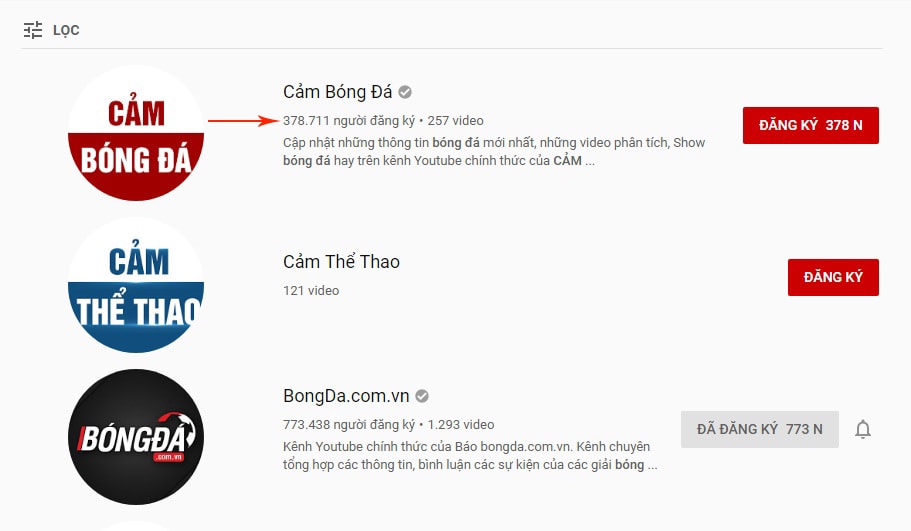 LỌC
CẢM
BÓNG ĐÁ
Cảm Bóng Đá
378.711 người đăng ký • 257 video
Cập nhật những thông tin bóng đá mới nhất, những video phân tích, Show
bóng đá hay trên kênh Youtube chính thức của CẢM ...
ĐĂNG KÝ 378 N
CẢM
THỂ THAO
Cảm Thể Thao
121 video
ĐĂNG KÝ
BÓNGĐÁ
.com.vn
BongDa.com.vn
773.438 người đăng ký • 1.293 video
Kênh Youtube chính thức của Báo bongda.com.vn. Kênh chuyên
tổng hợp các thông tin, bình luận các sự kiện của các giải bóng ...
ĐÃ ĐĂNG KÝ 773 N